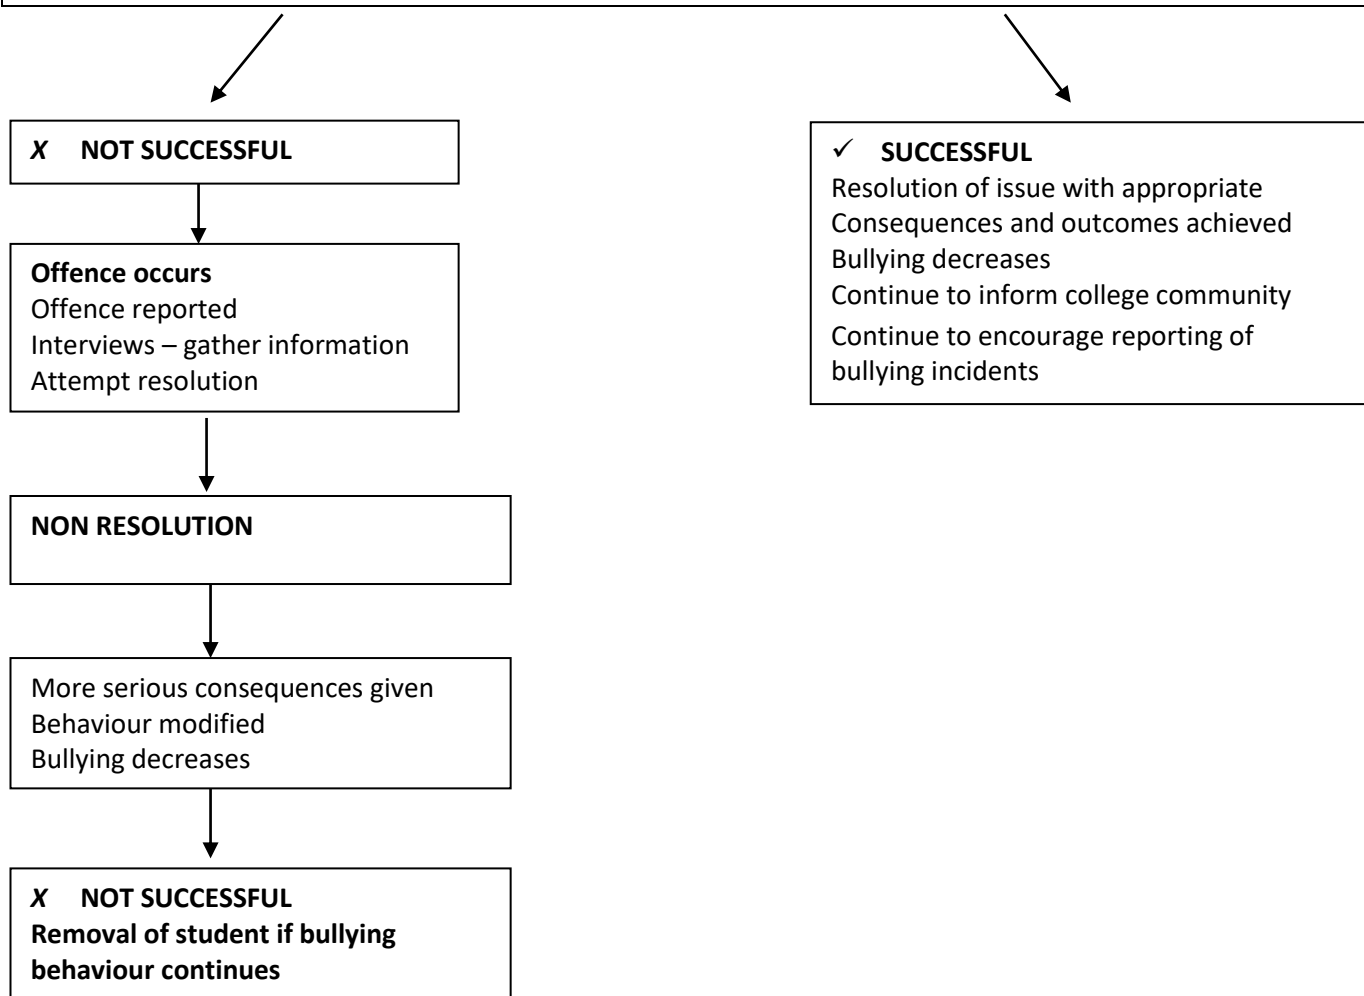 X NOT SUCCESSFUL
Offence occurs
Offence reported
Interviews – gather information
Attempt resolution
NON RESOLUTION
More serious consequences given
Behaviour modified
Bullying decreases
X NOT SUCCESSFUL
Removal of student if bullying
behaviour continues
✓ SUCCESSFUL
Resolution of issue with appropriate
Consequences and outcomes achieved
Bullying decreases
Continue to inform college community
Continue to encourage reporting of
bullying incidents